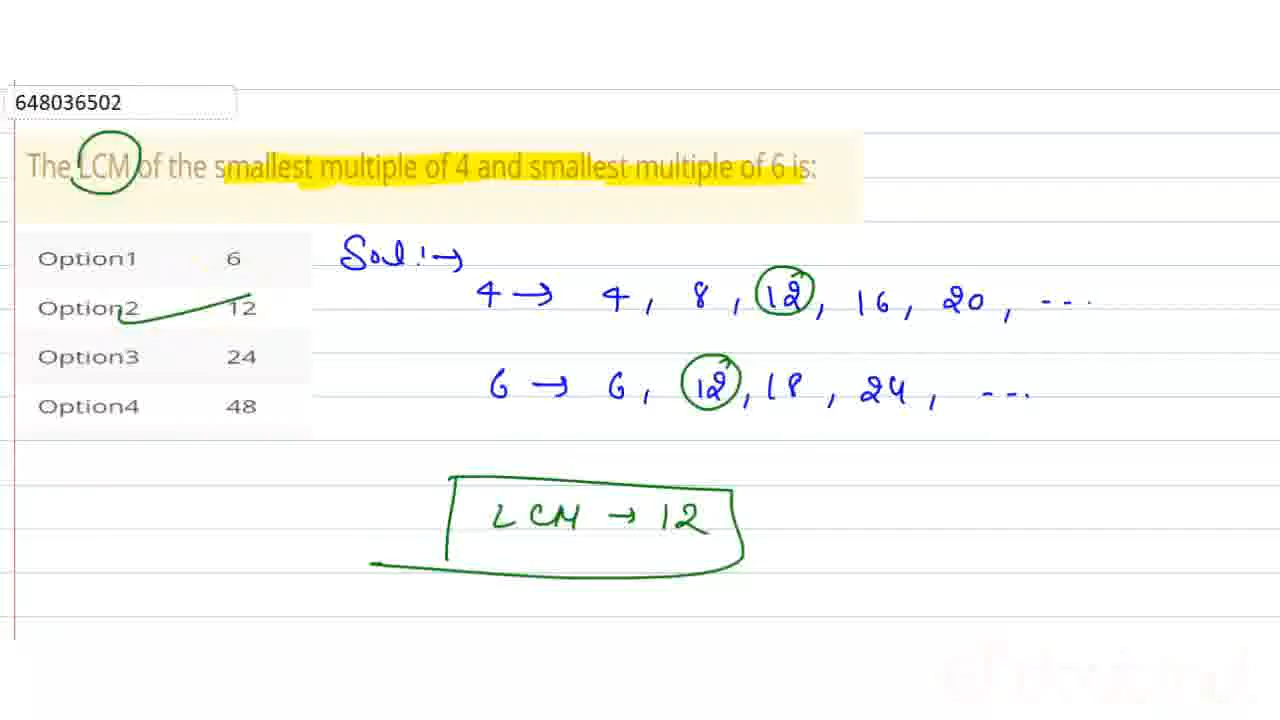 648036502
The LCM of the smallest multiple of 4 and smallest multiple of 6 is:
Option1 6
Sol :→
4 → 4, 8, 12, 16, 20, ---
Option2 12
Option3 24
6 → 6, 12, 18, 24, ---
Option4 48
LCM → 12